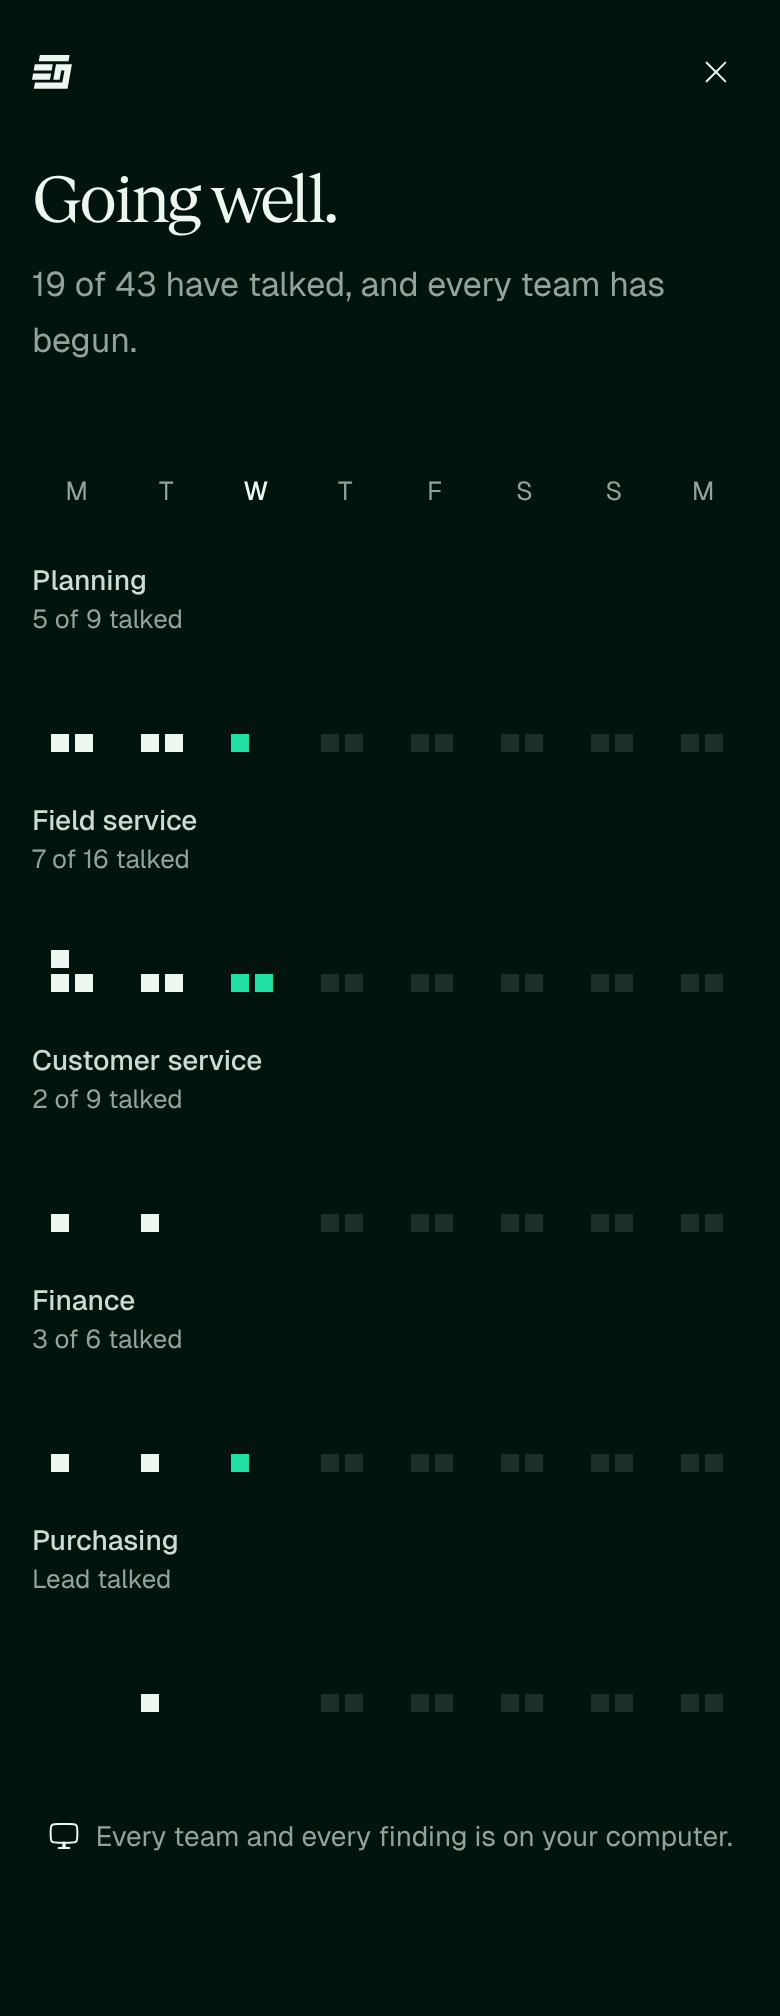 Going well.
19 of 43 have talked, and every team has
begun.
M T W T F S S M
Planning
5 of 9 talked
Field service
7 of 16 talked
Customer service
2 of 9 talked
Finance
3 of 6 talked
Purchasing
Lead talked
Every team and every finding is on your computer.